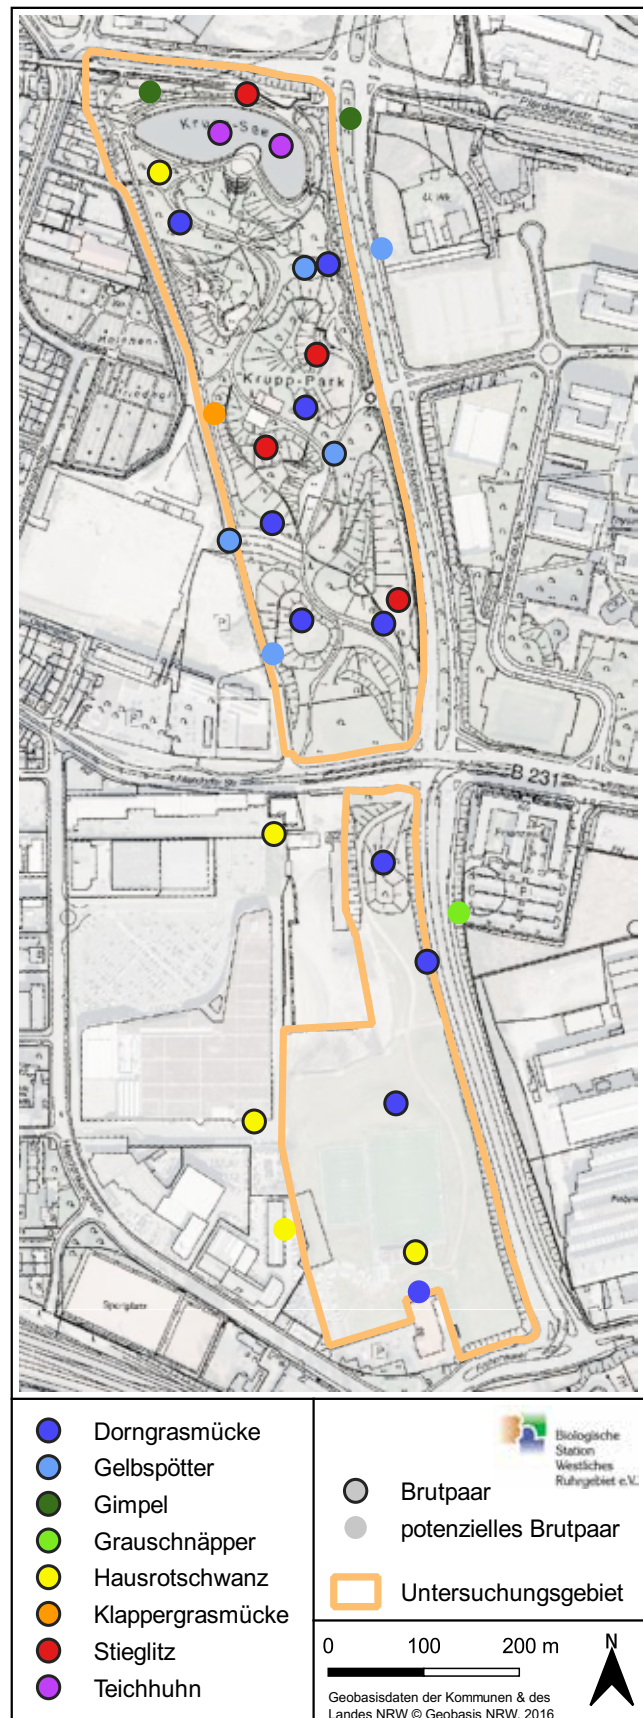 Krupp-See
Krupp-Park
B 231
Sportplatz
Dorngrasmücke
Gelbspötter
Gimpel
Grauschnäpper
Hausrotschwanz
Klappergrasmücke
Stieglitz
Teichhuhn
Biologische
Station
Westliches
Ruhrgebiet e.V.
Brutpaar
potenzielles Brutpaar
Untersuchungsgebiet
0 100 200 m
N
Geobasisdaten der Kommunen & des
Landes NRW © Geobasis NRW, 2016